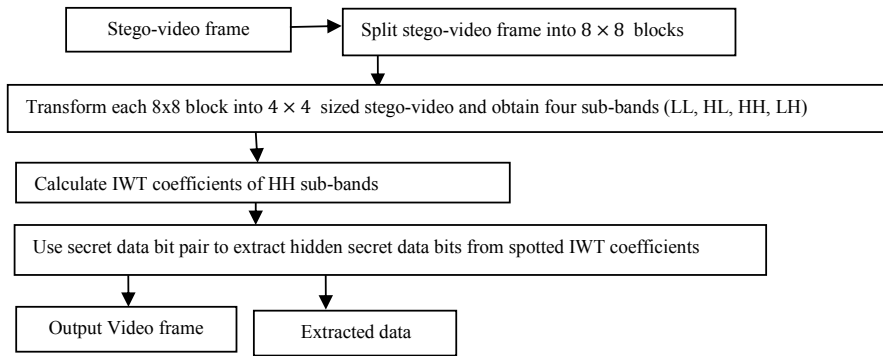 Stego-video frame
Split stego-video frame into 8 × 8 blocks
Transform each 8x8 block into 4 × 4 sized stego-video and obtain four sub-bands (LL, HL, HH, LH)
Calculate IWT coefficients of HH sub-bands
Use secret data bit pair to extract hidden secret data bits from spotted IWT coefficients
Output Video frame
Extracted data